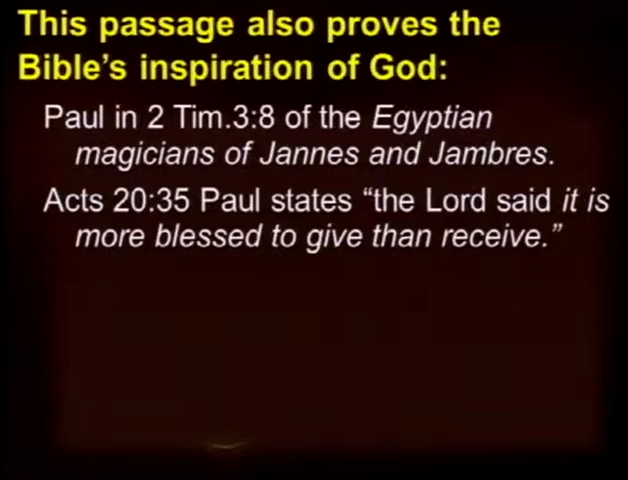 This passage also proves the
Bible's inspiration of God:
Paul in 2 Tim.3:8 of the Egyptian
magicians of Jannes and Jambres.
Acts 20:35 Paul states “the Lord said it is
more blessed to give than receive.”